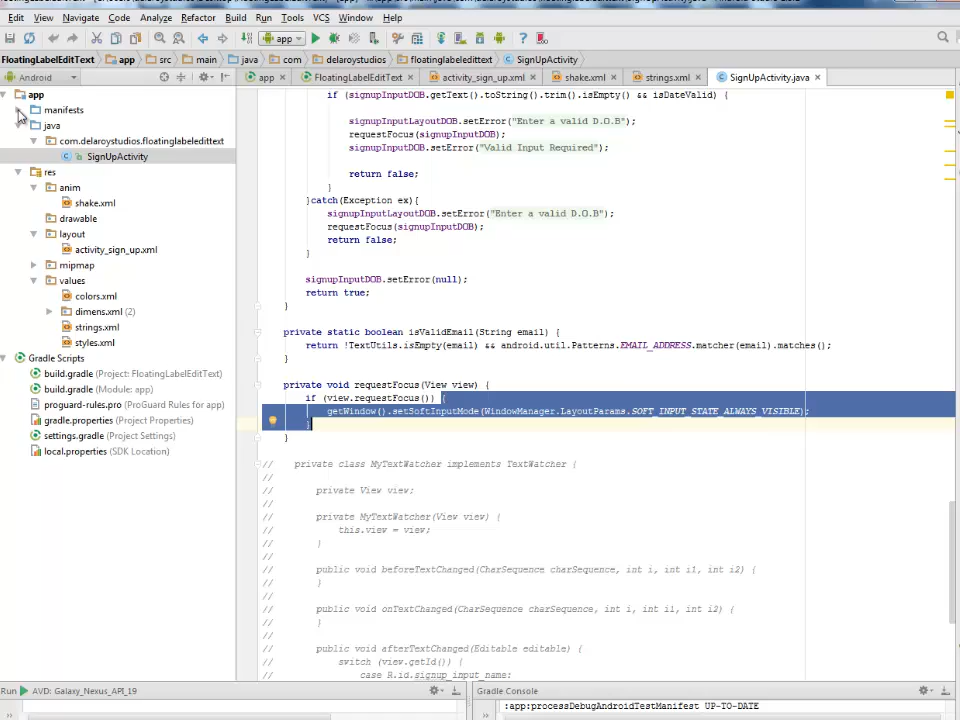 Edit View Navigate Code Analyze Refactor Build Run Tools VCS Window Help
app
FloatingLabelEditText app src main java com delaroystudios floatinglabeledittext SignUpActivity
Android
app FloatingLabelEditText activity_sign_up.xml shake.xml strings.xml SignUpActivity.java
app
manifests
java
com.delaroystudios.floatinglabeledittext
SignUpActivity
res
anim
shake.xml
drawable
layout
activity_sign_up.xml
mipmap
values
colors.xml
dimens.xml (2)
strings.xml
styles.xml
Gradle Scripts
build.gradle (Project: FloatingLabelEditText)
build.gradle (Module: app)
proguard-rules.pro (ProGuard Rules for app)
gradle.properties (Project Properties)
settings.gradle (Project Settings)
local.properties (SDK Location)
if (signupInputDOB.getText().toString().trim().isEmpty() && isDateValid) {
signupInputLayoutDOB.setError("Enter a valid D.O.B");
requestFocus(signupInputDOB);
signupInputDOB.setError("Valid Input Required");
return false;
}
}catch(Exception ex){
signupInputLayoutDOB.setError("Enter a valid D.O.B");
requestFocus(signupInputDOB);
return false;
}
signupInputDOB.setError(null);
return true;
}
private static boolean isValidEmail(String email) {
return !TextUtils.isEmpty(email) && android.util.Patterns.EMAIL_ADDRESS.matcher(email).matches();
}
private void requestFocus(View view) {
if (view.requestFocus()) {
getWindow().setSoftInputMode(WindowManager.LayoutParams.SOFT_INPUT_STATE_ALWAYS_VISIBLE);
}
}
// private class MyTextWatcher implements TextWatcher {
//
// private View view;
//
// private MyTextWatcher(View view) {
// this.view = view;
// }
//
// public void beforeTextChanged(CharSequence charSequence, int i, int i1, int i2) {
// }
//
// public void onTextChanged(CharSequence charSequence, int i, int i1, int i2) {
// }
//
// public void afterTextChanged(Editable editable) {
// switch (view.getId()) {
// case R.id.signup_input_name:
Run AVD: Galaxy_Nexus_API_19
Gradle Console
:app:processDebugAndroidTestManifest UP-TO-DATE